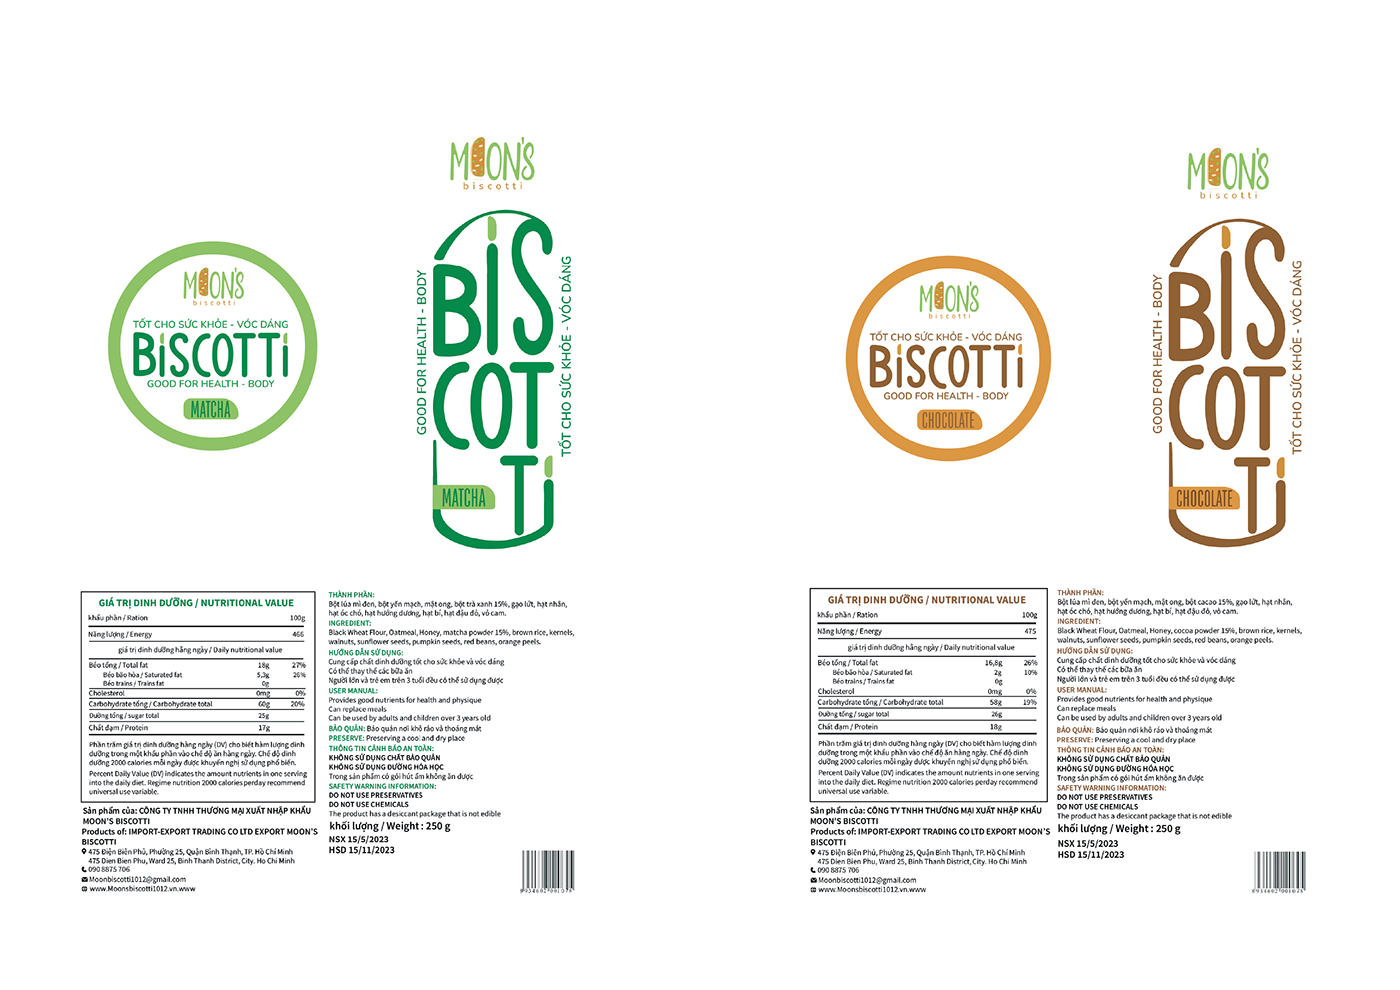 MOON'S
biscotti
TỐT CHO SỨC KHỎE - VÓC DÁNG
BiSCOTTi
GOOD FOR HEALTH - BODY
MATCHA
MOON'S
biscotti
GOOD FOR HEALTH - BODY
BiS
COT
Ti
TỐT CHO SỨC KHỎE - VÓC DÁNG
MATCHA
GIÁ TRỊ DINH DƯỠNG / NUTRITIONAL VALUE
khẩu phần / Ration 100g
Năng lượng / Energy 466
giá trị dinh dưỡng hằng ngày / Daily nutritional value
Béo tổng / Total fat 18g 27%
Béo bão hòa / Saturated fat 5,3g 26%
Béo trains / Trains fat 0g
Cholesterol 0mg 0%
Carbohydrate tổng / Carbohydrate total 60g 20%
Đường tổng / sugar total 25g
Chất đạm / Protein 17g
Phần trăm giá trị dinh dưỡng hàng ngày (DV) cho biết hàm lượng dinh
dưỡng trong một khẩu phần vào chế độ ăn hàng ngày. Chế độ dinh
dưỡng 2000 calories mỗi ngày được khuyến nghị sử dụng phổ biến.
Percent Daily Value (DV) indicates the amount nutrients in one serving
into the daily diet. Regime nutrition 2000 calories perday recommend
universal use variable.
Sản phẩm của: CÔNG TY TNHH THƯƠNG MẠI XUẤT NHẬP KHẨU
MOON'S BISCOTTI
Products of: IMPORT-EXPORT TRADING CO LTD EXPORT MOON'S
BISCOTTI
475 Điện Biên Phủ, Phường 25, Quận Bình Thạnh, TP. Hồ Chí Minh
475 Dien Bien Phu, Ward 25, Binh Thanh District, City. Ho Chi Minh
090 8875 706
Moonbiscotti1012@gmail.com
www.Moonsbiscotti1012.vn.www
THÀNH PHẦN:
Bột lúa mì đen, bột yến mạch, mật ong, bột trà xanh 15%, gạo lứt, hạt nhân,
hạt óc chó, hạt hướng dương, hạt bí, hạt đậu đỏ, vỏ cam.
INGREDIENT:
Black Wheat Flour, Oatmeal, Honey, matcha powder 15%, brown rice, kernels,
walnuts, sunflower seeds, pumpkin seeds, red beans, orange peels.
HƯỚNG DẪN SỬ DỤNG:
Cung cấp chất dinh dưỡng tốt cho sức khỏe và vóc dáng
Có thể thay thế các bữa ăn
Người lớn và trẻ em trên 3 tuổi đều có thể sử dụng được
USER MANUAL:
Provides good nutrients for health and physique
Can replace meals
Can be used by adults and children over 3 years old
BẢO QUẢN: Bảo quản nơi khô ráo và thoáng mát
PRESERVE: Preserving a cool and dry place
THÔNG TIN CẢNH BÁO AN TOÀN:
KHÔNG SỬ DỤNG CHẤT BẢO QUẢN
KHÔNG SỬ DỤNG ĐƯỜNG HÓA HỌC
Trong sản phẩm có gói hút ẩm không ăn được
SAFETY WARNING INFORMATION:
DO NOT USE PRESERVATIVES
DO NOT USE CHEMICALS
The product has a desiccant package that is not edible
khối lượng / Weight : 250 g
NSX 15/5/2023
HSD 15/11/2023
8934602 001078
MOON'S
biscotti
TỐT CHO SỨC KHỎE - VÓC DÁNG
BiSCOTTi
GOOD FOR HEALTH - BODY
CHOCOLATE
MOON'S
biscotti
GOOD FOR HEALTH - BODY
BiS
COT
Ti
TỐT CHO SỨC KHỎE - VÓC DÁNG
CHOCOLATE
GIÁ TRỊ DINH DƯỠNG / NUTRITIONAL VALUE
khẩu phần / Ration 100g
Năng lượng / Energy 475
giá trị dinh dưỡng hằng ngày / Daily nutritional value
Béo tổng / Total fat 16,8g 26%
Béo bão hòa / Saturated fat 2g 10%
Béo trains / Trains fat 0g
Cholesterol 0mg 0%
Carbohydrate tổng / Carbohydrate total 58g 19%
Đường tổng / sugar total 26g
Chất đạm / Protein 18g
Phần trăm giá trị dinh dưỡng hàng ngày (DV) cho biết hàm lượng dinh
dưỡng trong một khẩu phần vào chế độ ăn hàng ngày. Chế độ dinh
dưỡng 2000 calories mỗi ngày được khuyến nghị sử dụng phổ biến.
Percent Daily Value (DV) indicates the amount nutrients in one serving
into the daily diet. Regime nutrition 2000 calories perday recommend
universal use variable.
Sản phẩm của: CÔNG TY TNHH THƯƠNG MẠI XUẤT NHẬP KHẨU
MOON'S BISCOTTI
Products of: IMPORT-EXPORT TRADING CO LTD EXPORT MOON'S
BISCOTTI
475 Điện Biên Phủ, Phường 25, Quận Bình Thạnh, TP. Hồ Chí Minh
475 Dien Bien Phu, Ward 25, Binh Thanh District, City. Ho Chi Minh
090 8875 706
Moonbiscotti1012@gmail.com
www.Moonsbiscotti1012.vn.www
THÀNH PHẦN:
Bột lúa mì đen, bột yến mạch, mật ong, bột cacao 15%, gạo lứt, hạt nhân,
hạt óc chó, hạt hướng dương, hạt bí, hạt đậu đỏ, vỏ cam.
INGREDIENT:
Black Wheat Flour, Oatmeal, Honey, cocoa powder 15%, brown rice, kernels,
walnuts, sunflower seeds, pumpkin seeds, red beans, orange peels.
HƯỚNG DẪN SỬ DỤNG:
Cung cấp chất dinh dưỡng tốt cho sức khỏe và vóc dáng
Có thể thay thế các bữa ăn
Người lớn và trẻ em trên 3 tuổi đều có thể sử dụng được
USER MANUAL:
Provides good nutrients for health and physique
Can replace meals
Can be used by adults and children over 3 years old
BẢO QUẢN: Bảo quản nơi khô ráo và thoáng mát
PRESERVE: Preserving a cool and dry place
THÔNG TIN CẢNH BÁO AN TOÀN:
KHÔNG SỬ DỤNG CHẤT BẢO QUẢN
KHÔNG SỬ DỤNG ĐƯỜNG HÓA HỌC
Trong sản phẩm có gói hút ẩm không ăn được
SAFETY WARNING INFORMATION:
DO NOT USE PRESERVATIVES
DO NOT USE CHEMICALS
The product has a desiccant package that is not edible
khối lượng / Weight : 250 g
NSX 15/5/2023
HSD 15/11/2023
8934602 001078